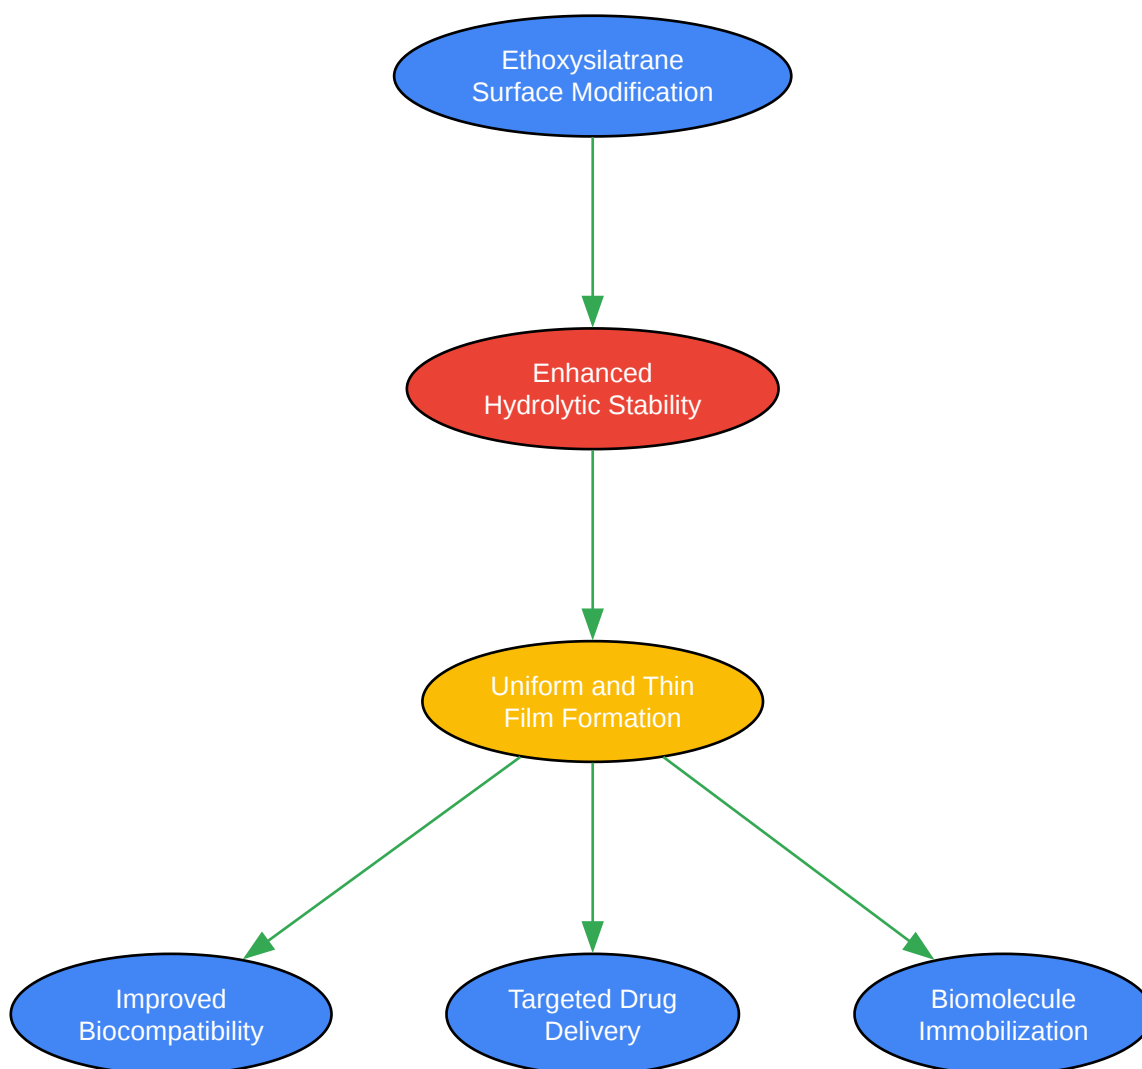 Ethoxysilatrane
Surface Modification
Enhanced
Hydrolytic Stability
Uniform and Thin
Film Formation
Improved
Biocompatibility
Targeted Drug
Delivery
Biomolecule
Immobilization